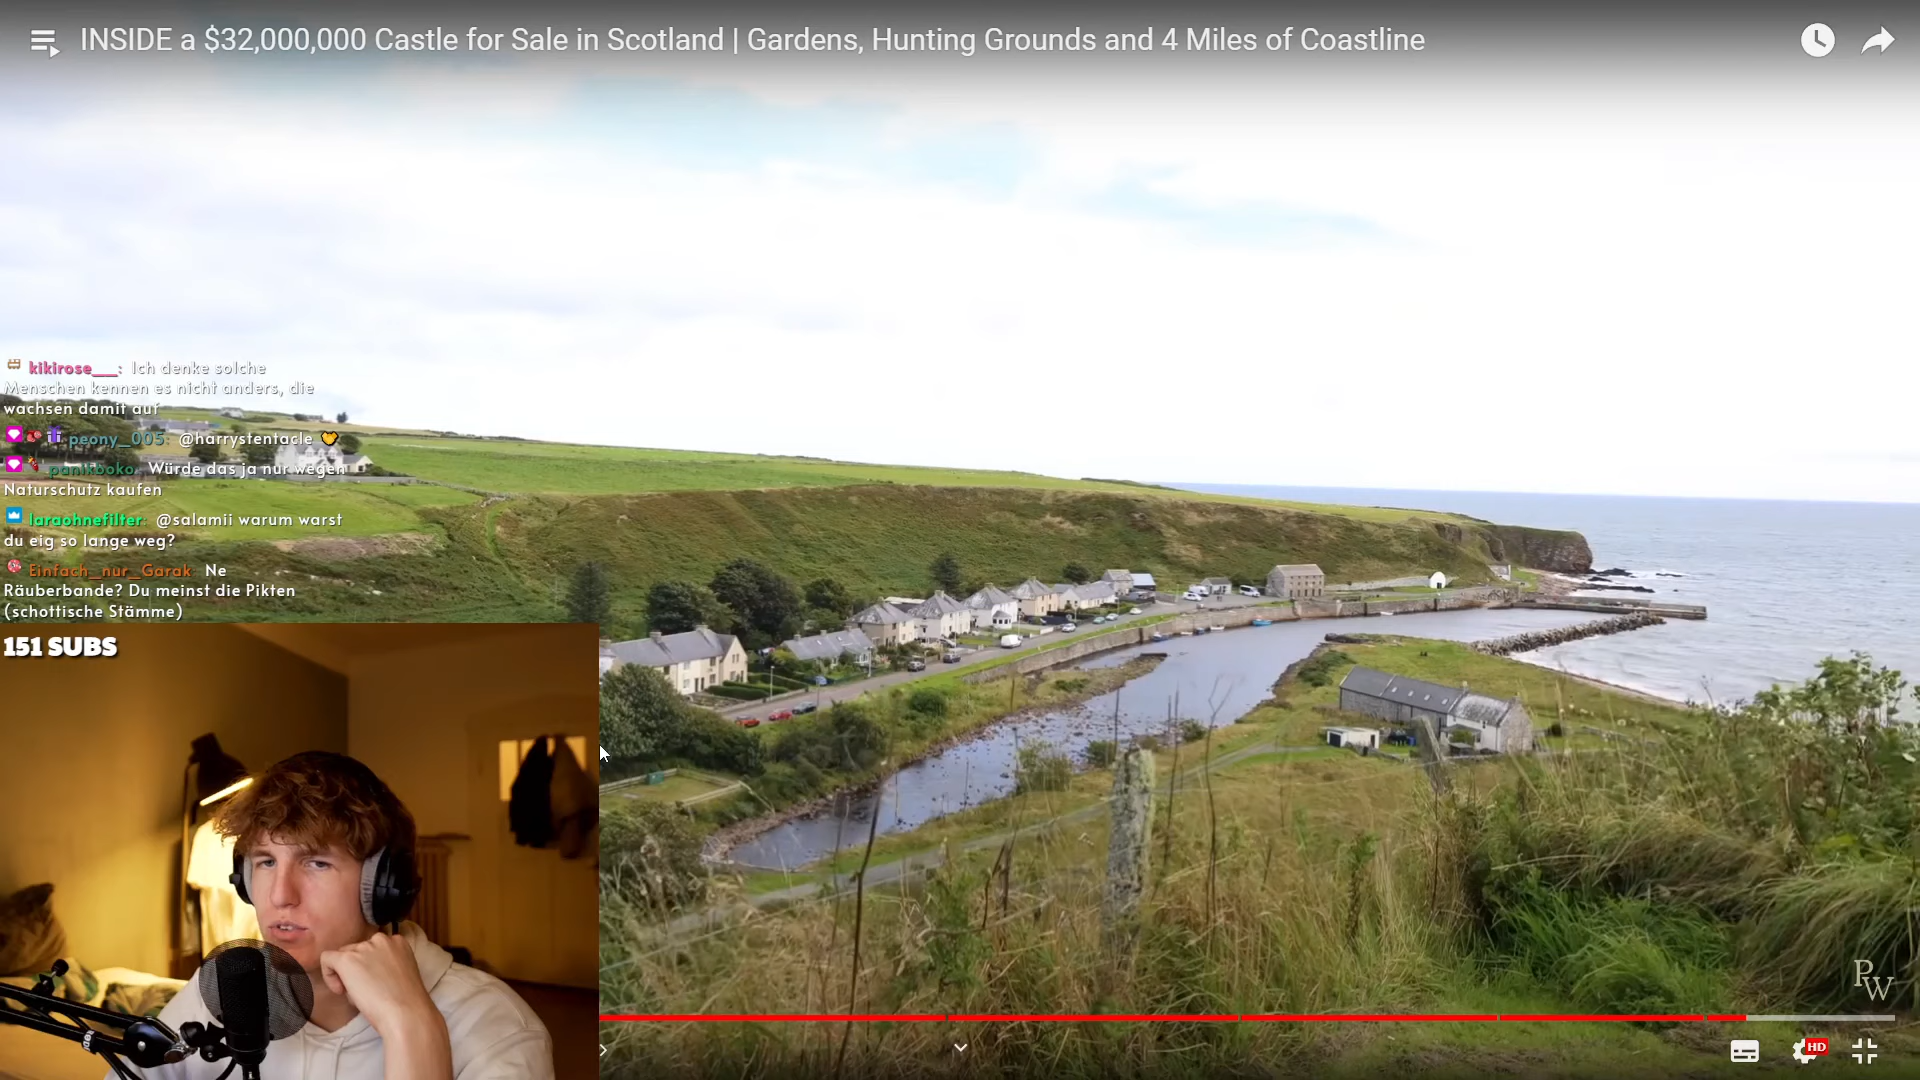 INSIDE a $32,000,000 Castle for Sale in Scotland | Gardens, Hunting Grounds and 4 Miles of Coastline
kikirose___: Ich denke solche
Menschen kennen es nicht anders, die
wachsen damit auf
peony_005: @harrystentacle
panikboko: Würde das ja nur wegen
Naturschutz kaufen
laraohnefilter: @salamii warum warst
du eig so lange weg?
Einfach_nur_Garak: Ne
Räuberbande? Du meinst die Pikten
(schottische Stämme)
151 SUBS
PW
HD